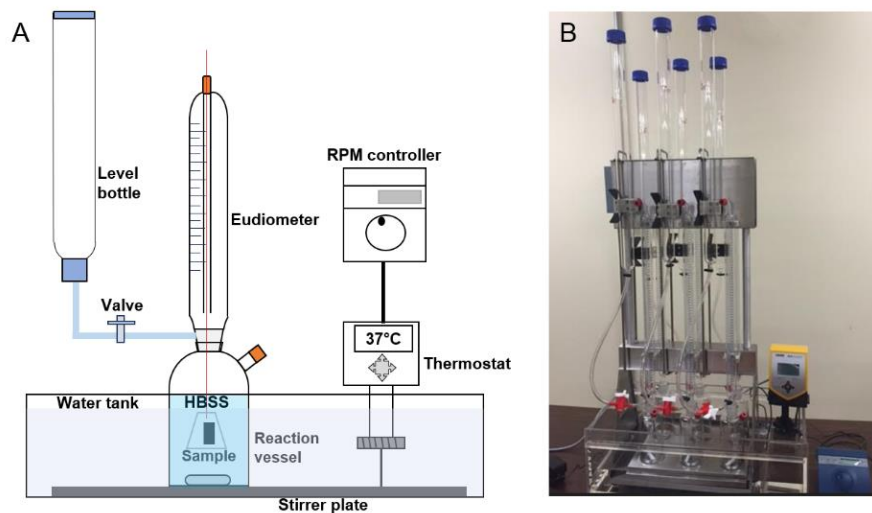 A
B
Level
bottle
Eudiometer
RPM controller
Valve
37°C
Thermostat
Water tank
HBSS
Sample
Reaction
vessel
Stirrer plate